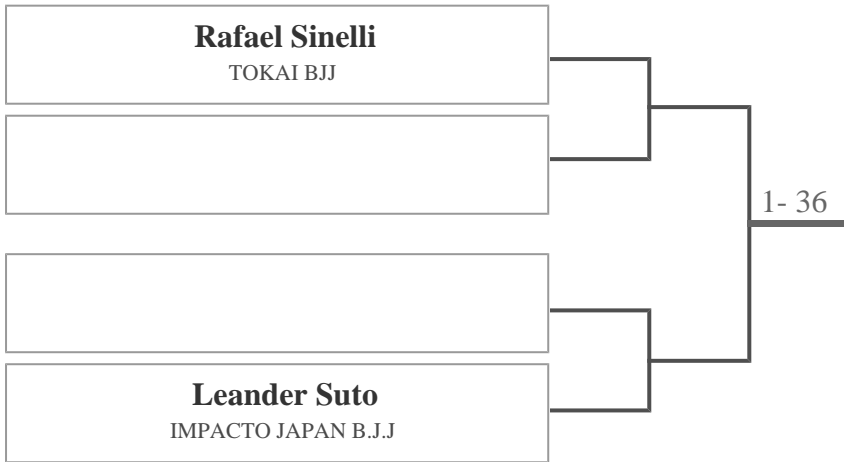 Rafael Sinelli
TOKAI BJJ
1- 36
Leander Suto
IMPACTO JAPAN B.J.J